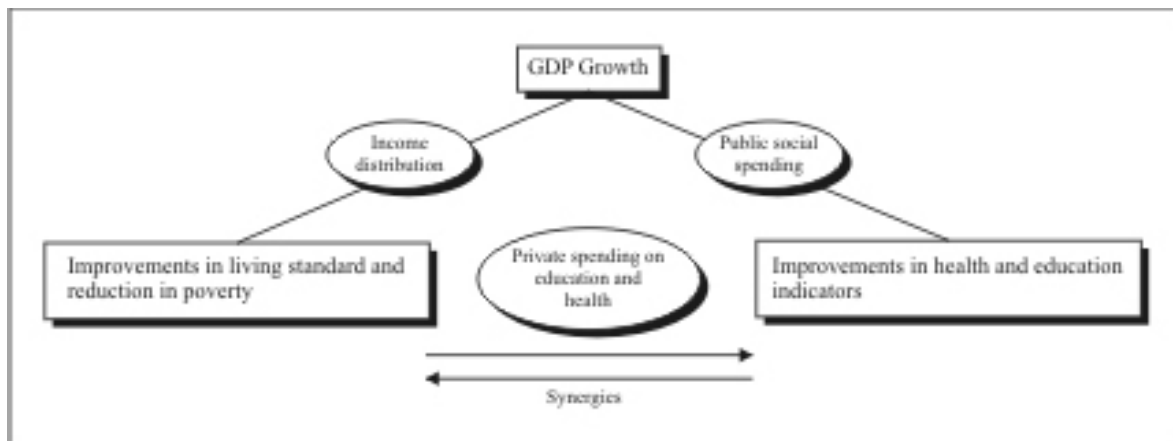 GDP Growth
Income
distribution
Public social
spending
Improvements in living standard and
reduction in poverty
Private spending on
education and
health
Improvements in health and education
indicators
Synergies